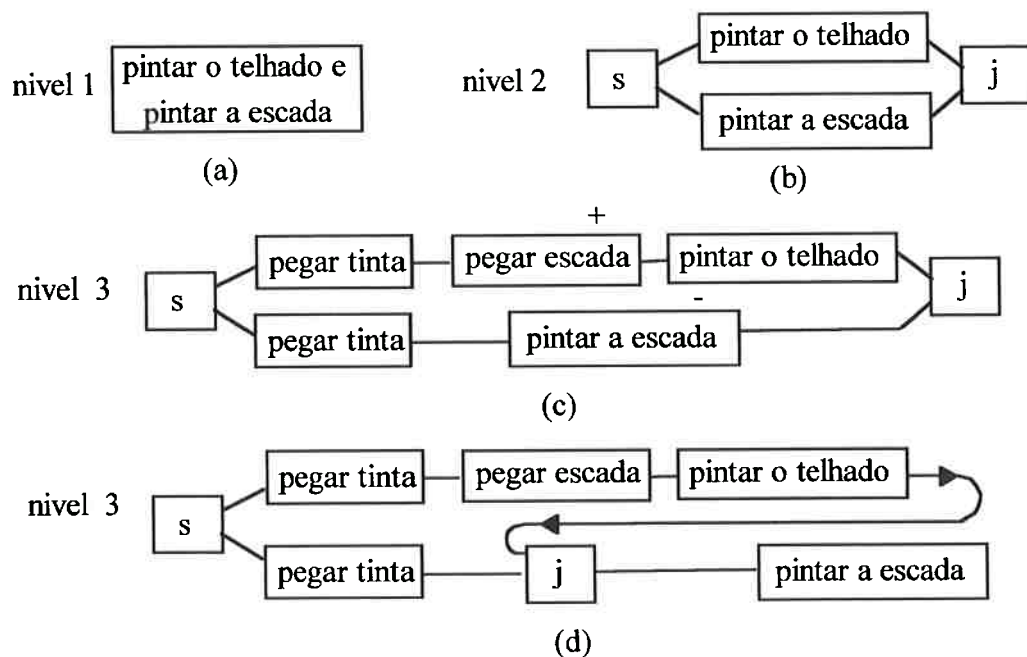 nivel 1
pintar o telhado e
pintar a escada
(a)
nivel 2
s
pintar o telhado
pintar a escada
j
(b)
nivel 3
s
pegar tinta
+
pegar escada
pintar o telhado
j
pegar tinta
-
pintar a escada
(c)
nivel 3
s
pegar tinta
pegar escada
pintar o telhado
pegar tinta
j
pintar a escada
(d)